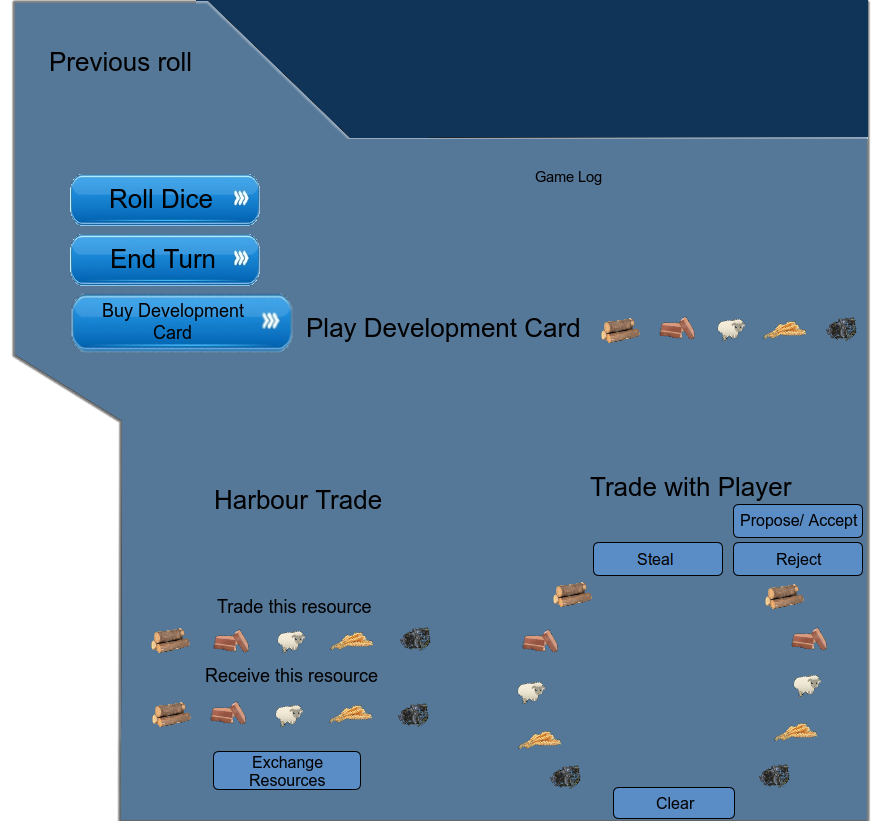 Previous roll
Game Log
Roll Dice
End Turn
Buy Development
Card
Play Development Card
Harbour Trade
Trade with Player
Propose/ Accept
Steal
Reject
Trade this resource
Receive this resource
Exchange
Resources
Clear